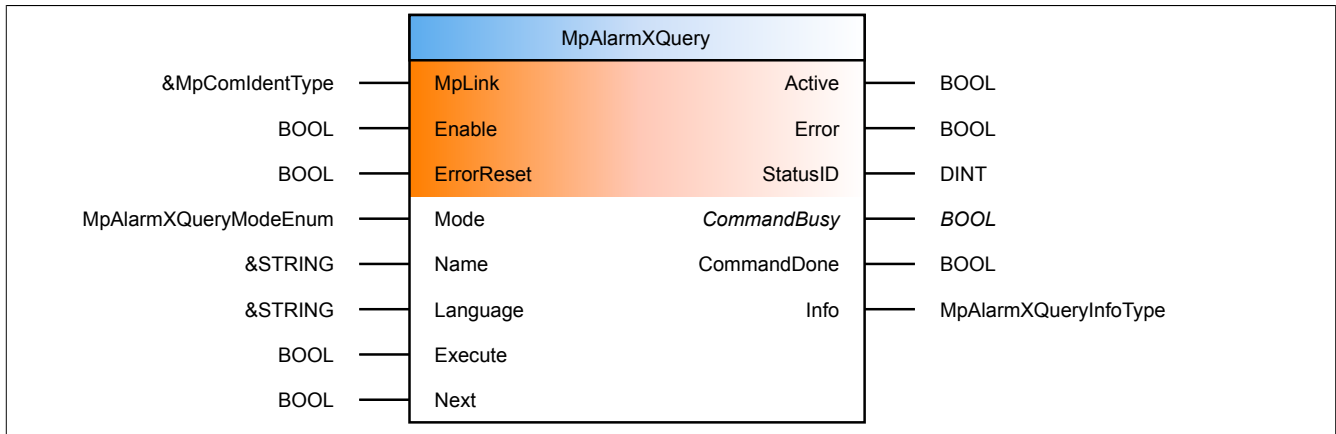 MpAlarmXQuery
&MpComIdentType MpLink Active BOOL
BOOL Enable Error BOOL
BOOL ErrorReset StatusID DINT
MpAlarmXQueryModeEnum Mode CommandBusy BOOL
&STRING Name CommandDone BOOL
&STRING Language Info MpAlarmXQueryInfoType
BOOL Execute
BOOL Next